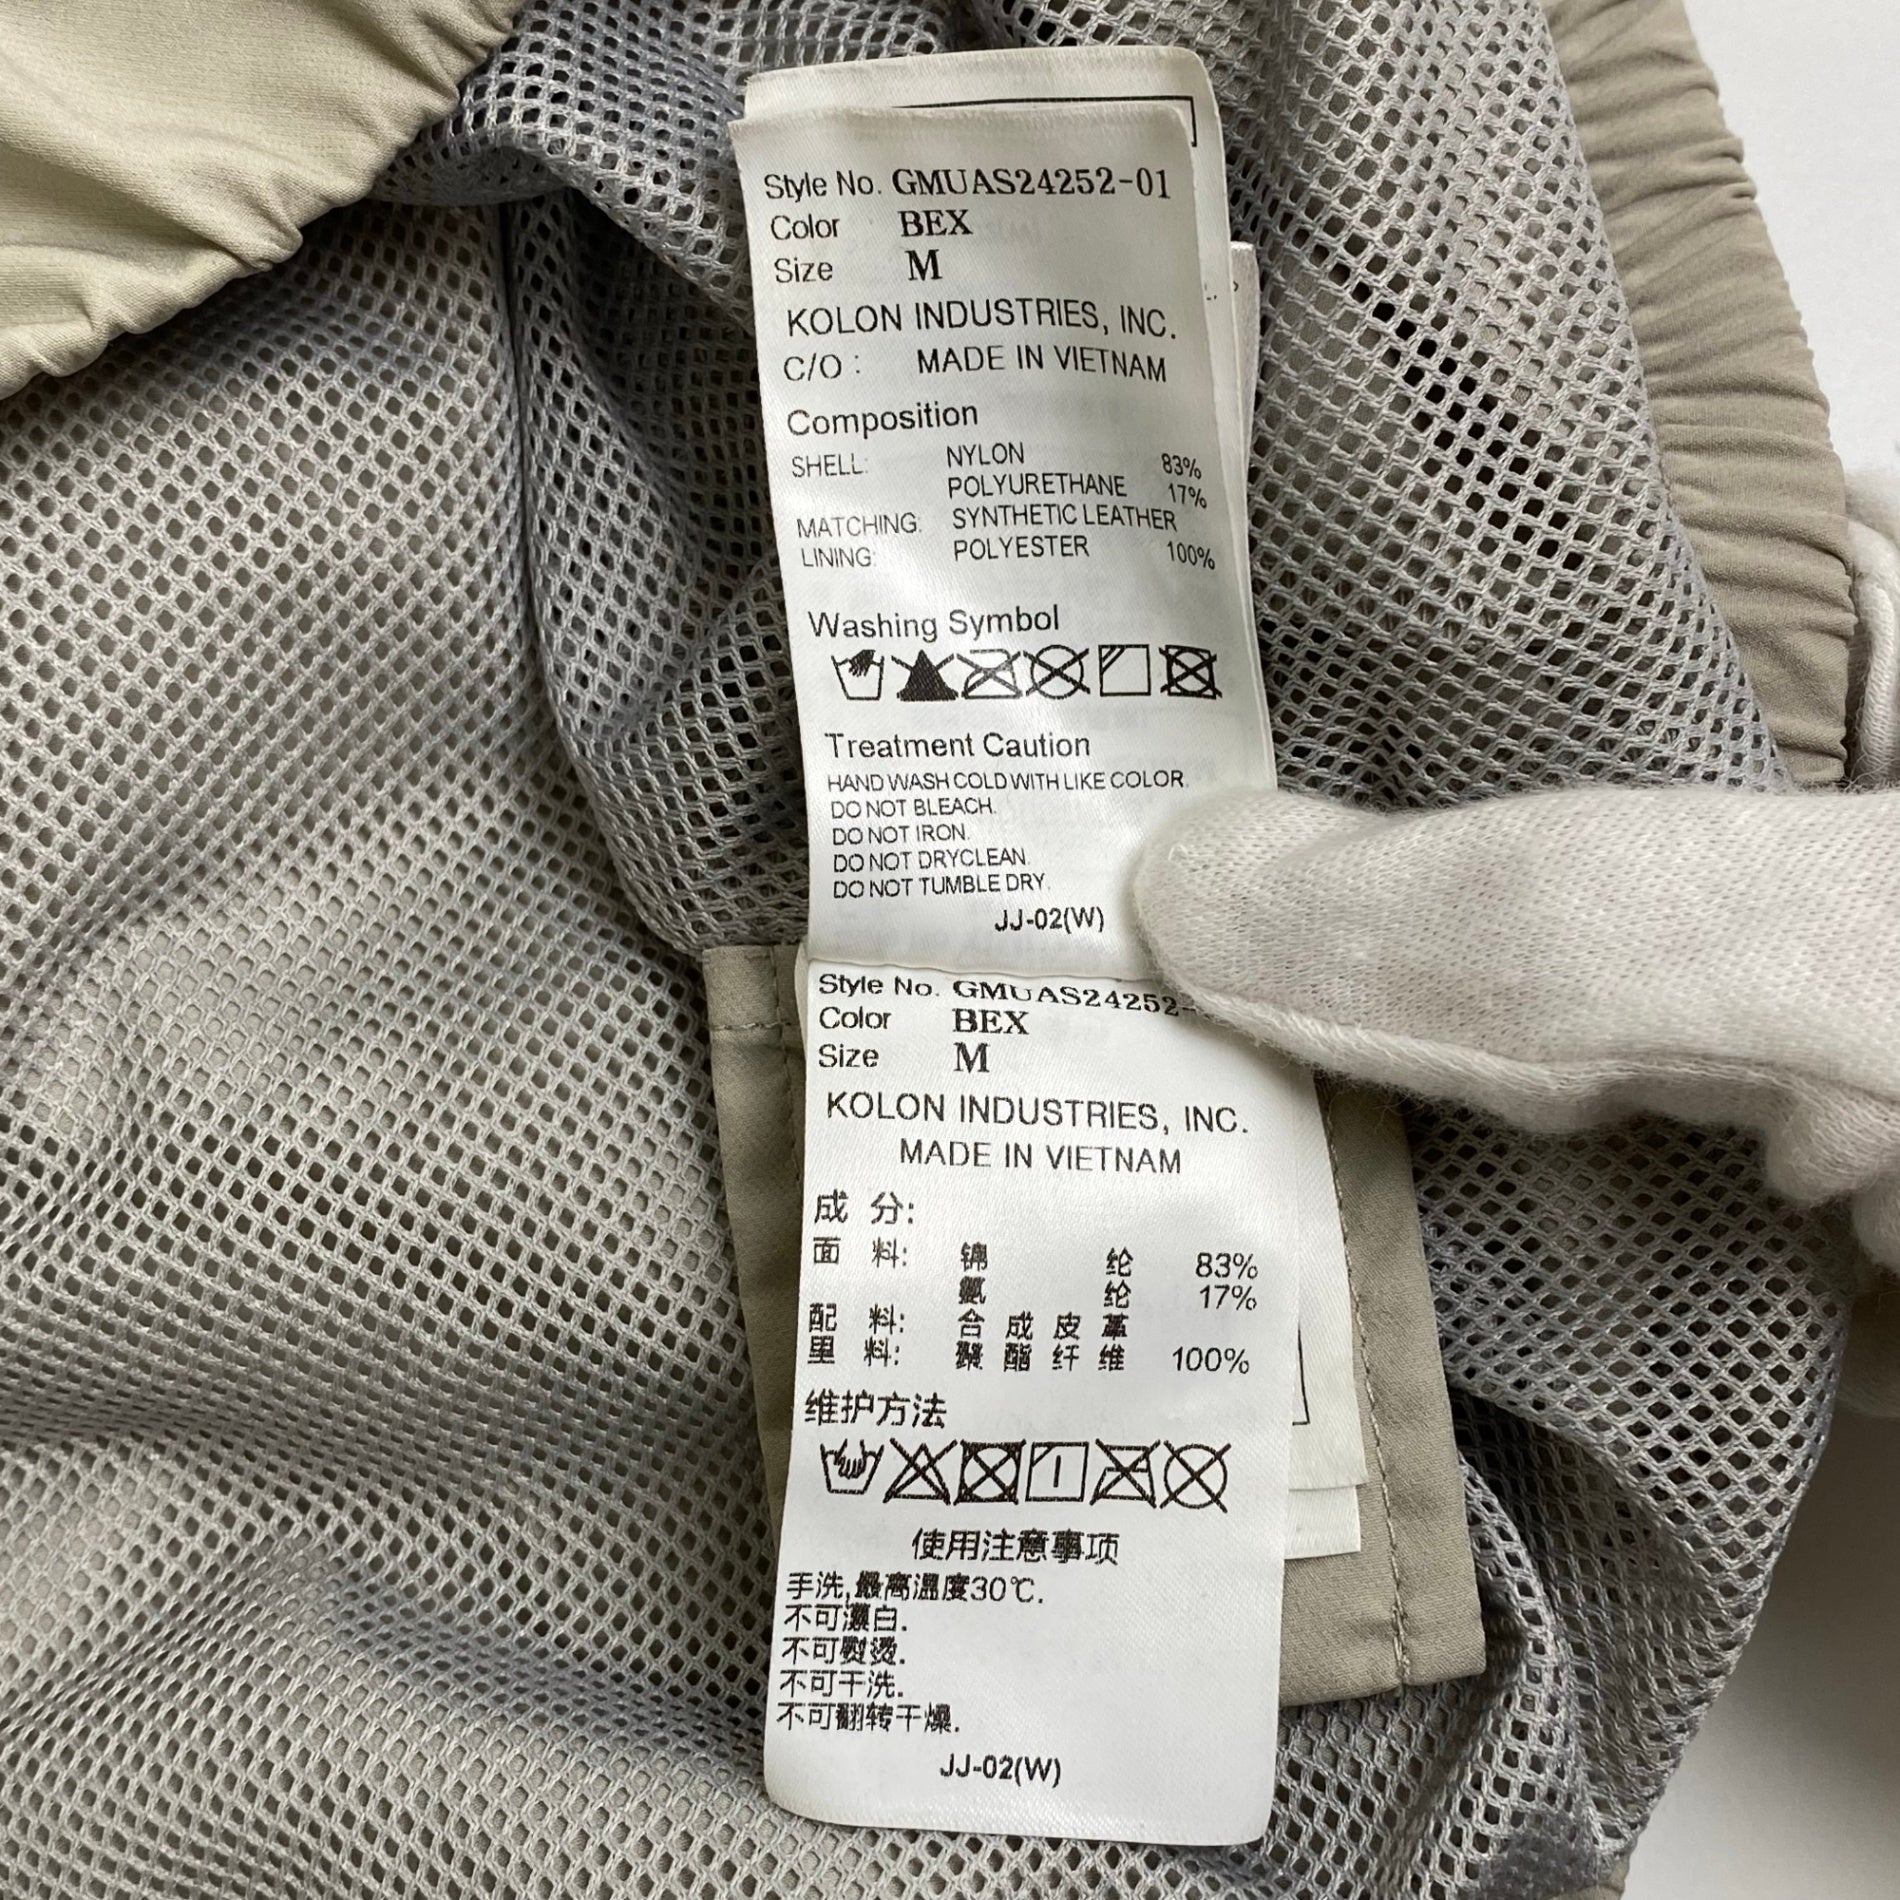 Style No. GMUAS24252-01
Color BEX
Size M
KOLON INDUSTRIES, INC.
C/O : MADE IN VIETNAM
Composition
SHELL: NYLON 83%
POLYURETHANE 17%
MATCHING: SYNTHETIC LEATHER
LINING: POLYESTER 100%
Washing Symbol
Treatment Caution
HAND WASH COLD WITH LIKE COLOR.
DO NOT BLEACH.
DO NOT IRON.
DO NOT DRYCLEAN.
DO NOT TUMBLE DRY.
JJ-02(W)
Style No. GMUAS24252-
Color BEX
Size M
KOLON INDUSTRIES, INC.
MADE IN VIETNAM
成 分:
面 料: 锦 纶 83%
氨 纶 17%
配 料: 合 成 皮 革
里 料: 聚 酯 纤 维 100%
维护方法
使用注意事项
手洗,最高温度30℃.
不可漂白.
不可熨烫.
不可干洗.
不可翻转干燥.
JJ-02(W)